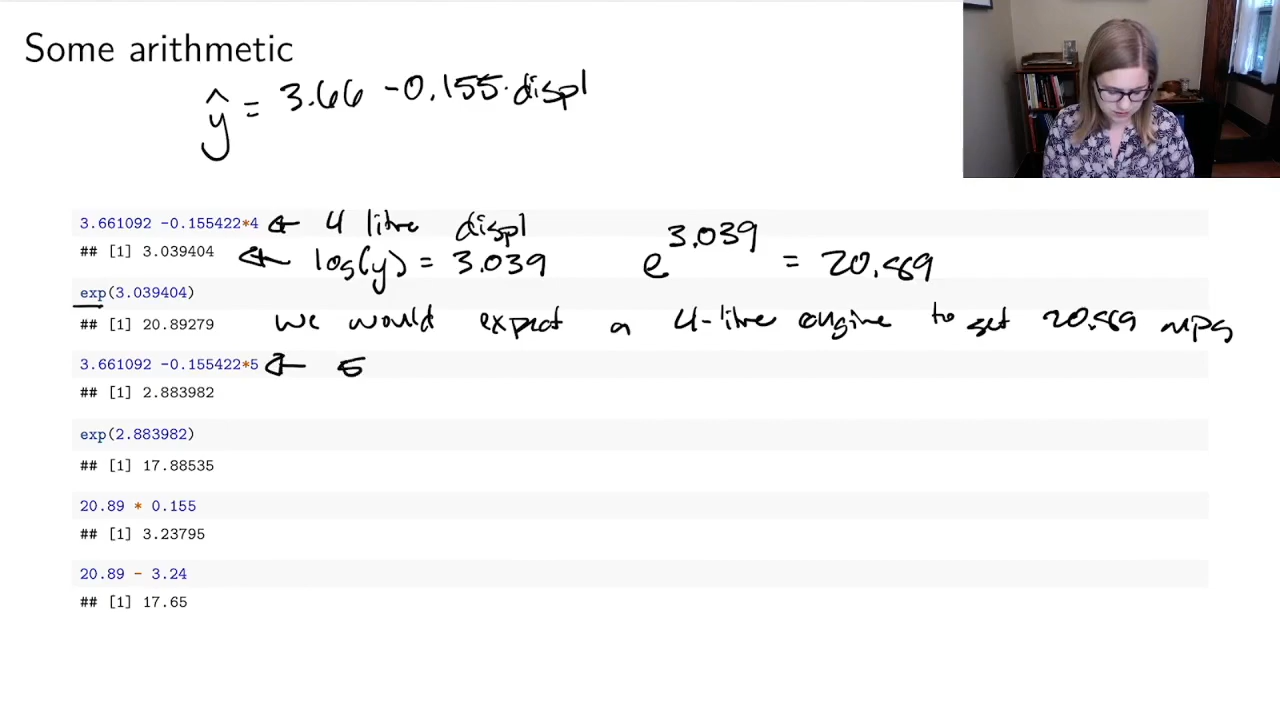 Some arithmetic
ŷ = 3.66 - 0.155·displ
3.661092 -0.155422*4 ← 4 litre displ
## [1] 3.039404 ← log(y) = 3.039 e^3.039 = 20.889
exp(3.039404)
## [1] 20.89279 we would expect a 4-litre engine to get 20.889 mpg
3.661092 -0.155422*5 ← 5
## [1] 2.883982
exp(2.883982)
## [1] 17.88535
20.89 * 0.155
## [1] 3.23795
20.89 - 3.24
## [1] 17.65